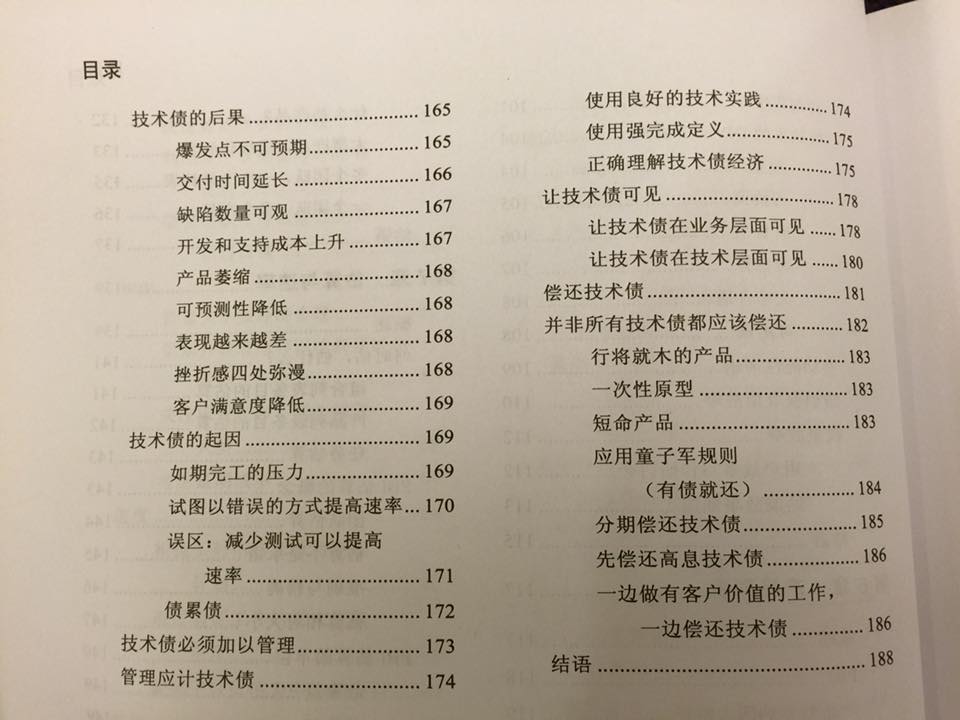 目录
技术债的后果 165
爆发点不可预期 165
交付时间延长 166
缺陷数量可观 167
开发和支持成本上升 167
产品萎缩 168
可预测性降低 168
表现越来越差 168
挫折感四处弥漫 168
客户满意度降低 169
技术债的起因 169
如期完工的压力 169
试图以错误的方式提高速率 170
误区：减少测试可以提高
速率 171
债累债 172
技术债必须加以管理 173
管理应计技术债 174
使用良好的技术实践 174
使用强完成定义 175
正确理解技术债经济 175
让技术债可见 178
让技术债在业务层面可见 178
让技术债在技术层面可见 180
偿还技术债 181
并非所有技术债都应该偿还 182
行将就木的产品 183
一次性原型 183
短命产品 183
应用童子军规则
（有债就还） 184
分期偿还技术债 185
先偿还高息技术债 186
一边做有客户价值的工作，
一边偿还技术债 186
结语 188